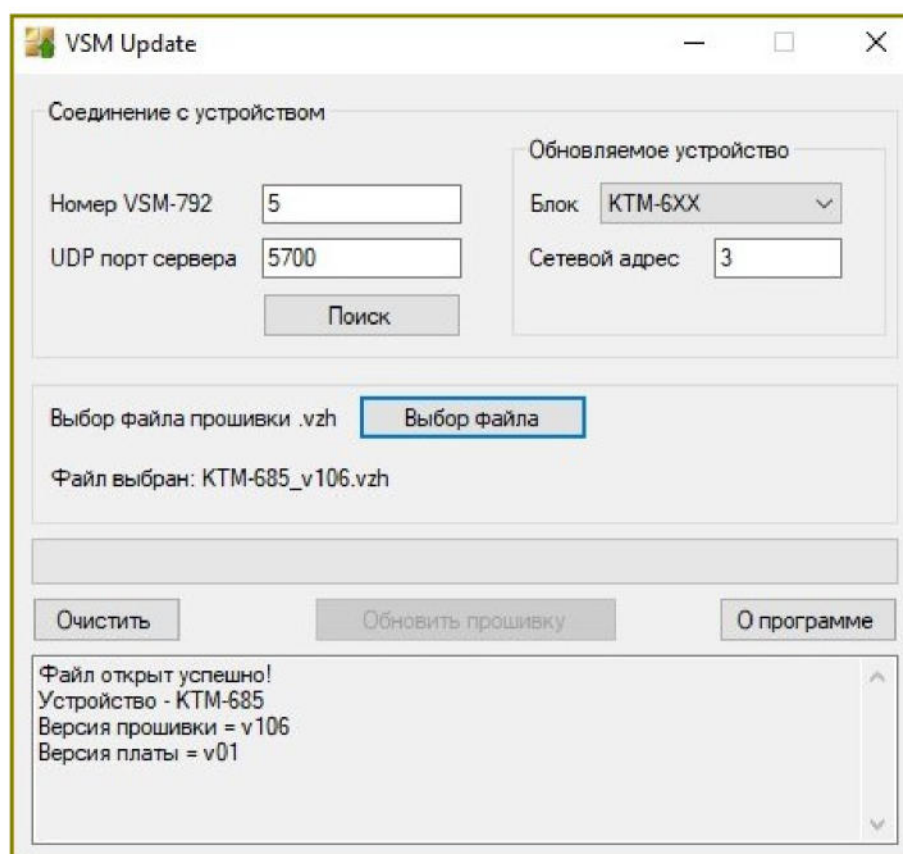 VSM Update
Соединение с устройством
Обновляемое устройство
Номер VSM-792 5
Блок KTM-6XX
UDP порт сервера 5700
Сетевой адрес 3
Поиск
Выбор файла прошивки .vzh Выбор файла
Файл выбран: KTM-685_v106.vzh
Очистить Обновить прошивку О программе
Файл открыт успешно!
Устройство - KTM-685
Версия прошивки = v106
Версия платы = v01